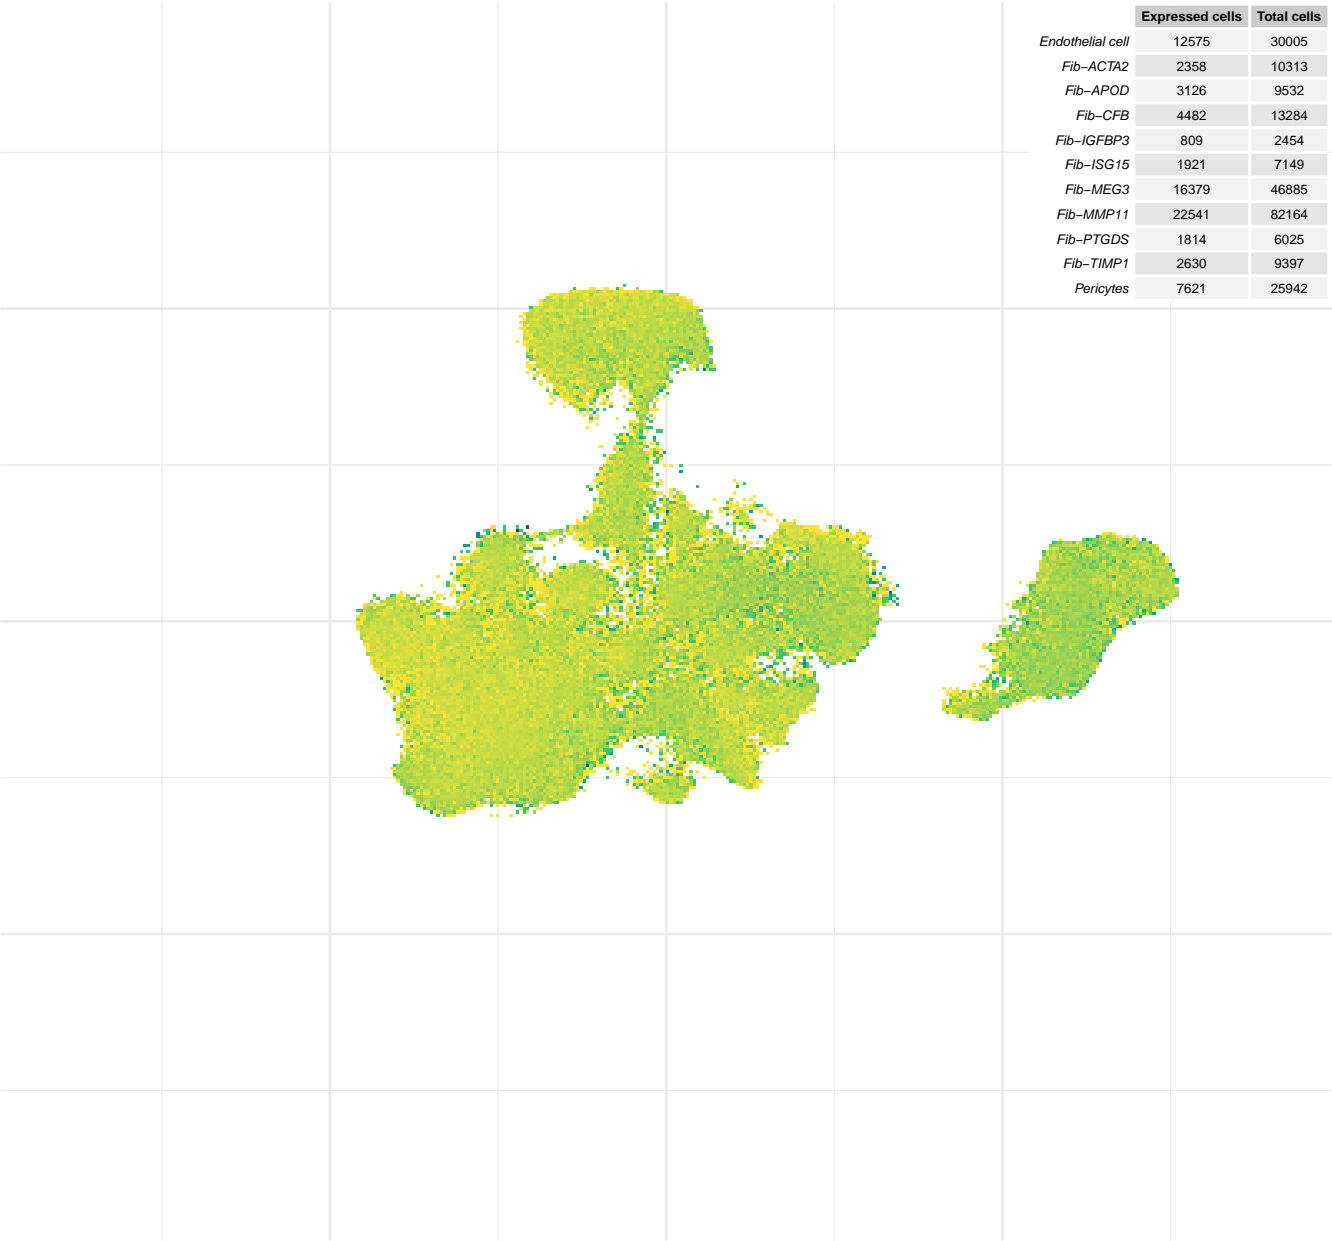 Expressed cells Total cells
Endothelial cell 12575 30005
Fib−ACTA2 2358 10313
Fib−APOD 3126 9532
Fib−CFB 4482 13284
Fib−IGFBP3 809 2454
Fib−ISG15 1921 7149
Fib−MEG3 16379 46885
Fib−MMP11 22541 82164
Fib−PTGDS 1814 6025
Fib−TIMP1 2630 9397
Pericytes 7621 25942